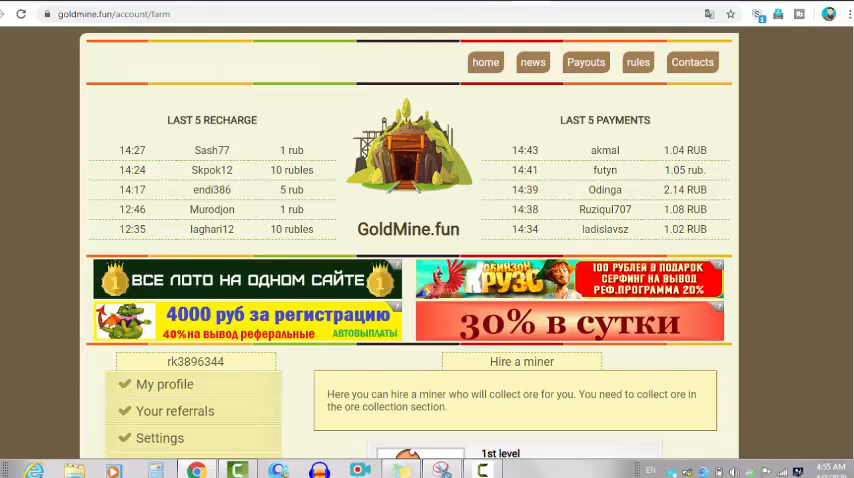 goldmine.fun/account/farm
home news Payouts rules Contacts
LAST 5 RECHARGE
14:27 Sash77 1 rub
14:24 Skpok12 10 rubles
14:17 endi386 5 rub
12:46 Murodjon 1 rub
12:35 laghari12 10 rubles
GoldMine.fun
LAST 5 PAYMENTS
14:43 akmal 1.04 RUB
14:41 futyn 1.05 rub.
14:39 Odinga 2.14 RUB
14:38 Ruziqul707 1.08 RUB
14:34 ladislavsz 1.02 RUB
ВСЕ ЛОТО НА ОДНОМ САЙТЕ
РОБИНЗОН
КРУЗО
100 РУБЛЕЙ В ПОДАРОК
СЕРФИНГ НА ВЫВОД
РЕФ.ПРОГРАММА 20%
4000 руб за регистрацию
40% на вывод реферальные АВТОВЫПЛАТЫ
30% в сутки
rk3896344
My profile
Your referrals
Settings
Hire a miner
Here you can hire a miner who will collect ore for you. You need to collect ore in
the ore collection section.
1st level
EN
4:55 AM